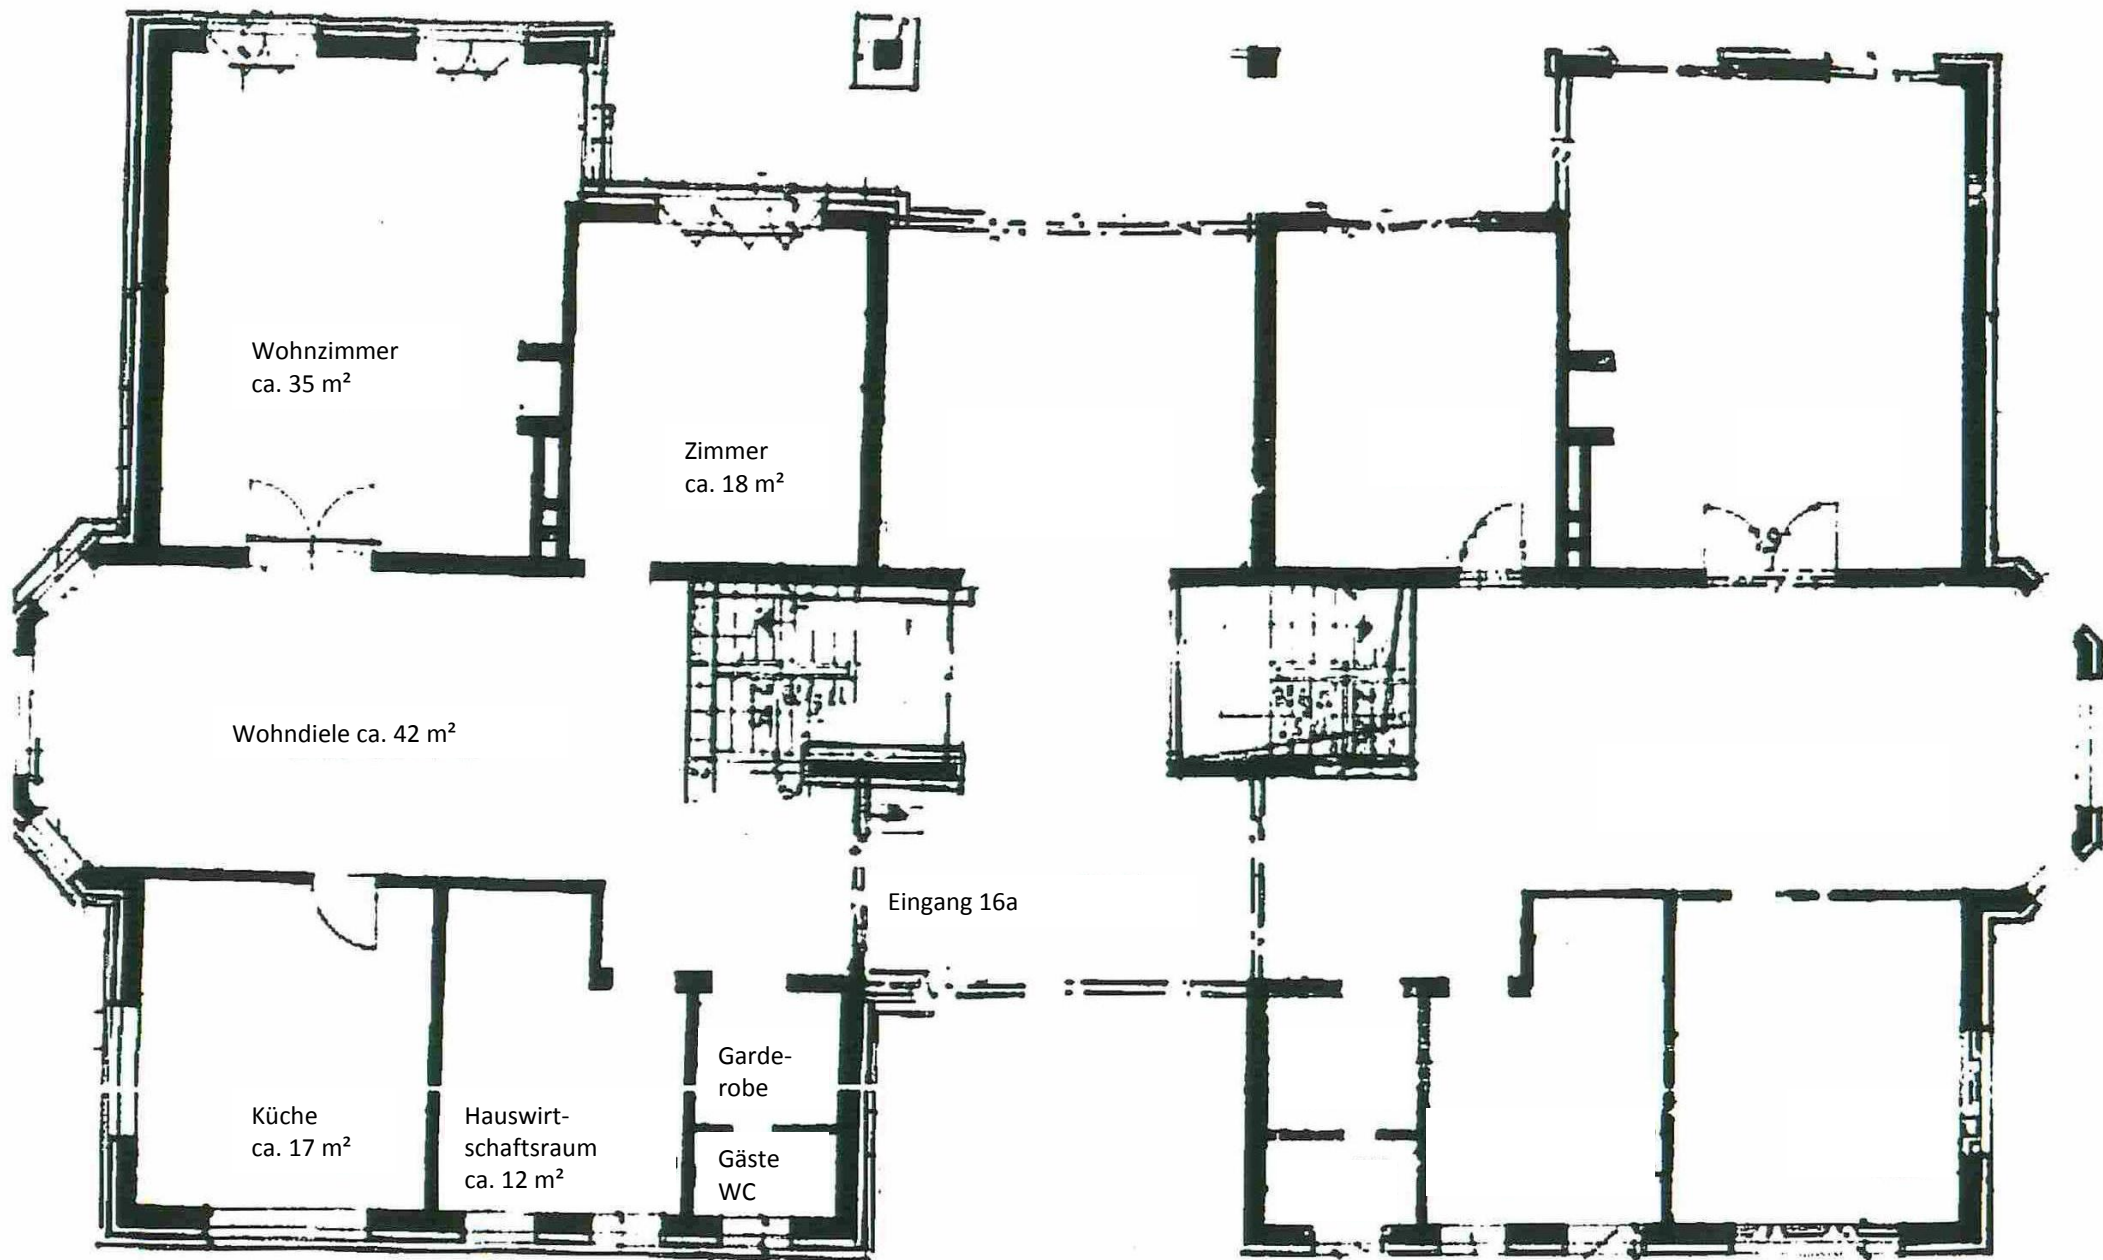 Wohnzimmer
ca. 35 m²
Zimmer
ca. 18 m²
Wohndiele ca. 42 m²
Eingang 16a
Küche
ca. 17 m²
Hauswirt-
schaftsraum
ca. 12 m²
Garde-
robe
Gäste
WC